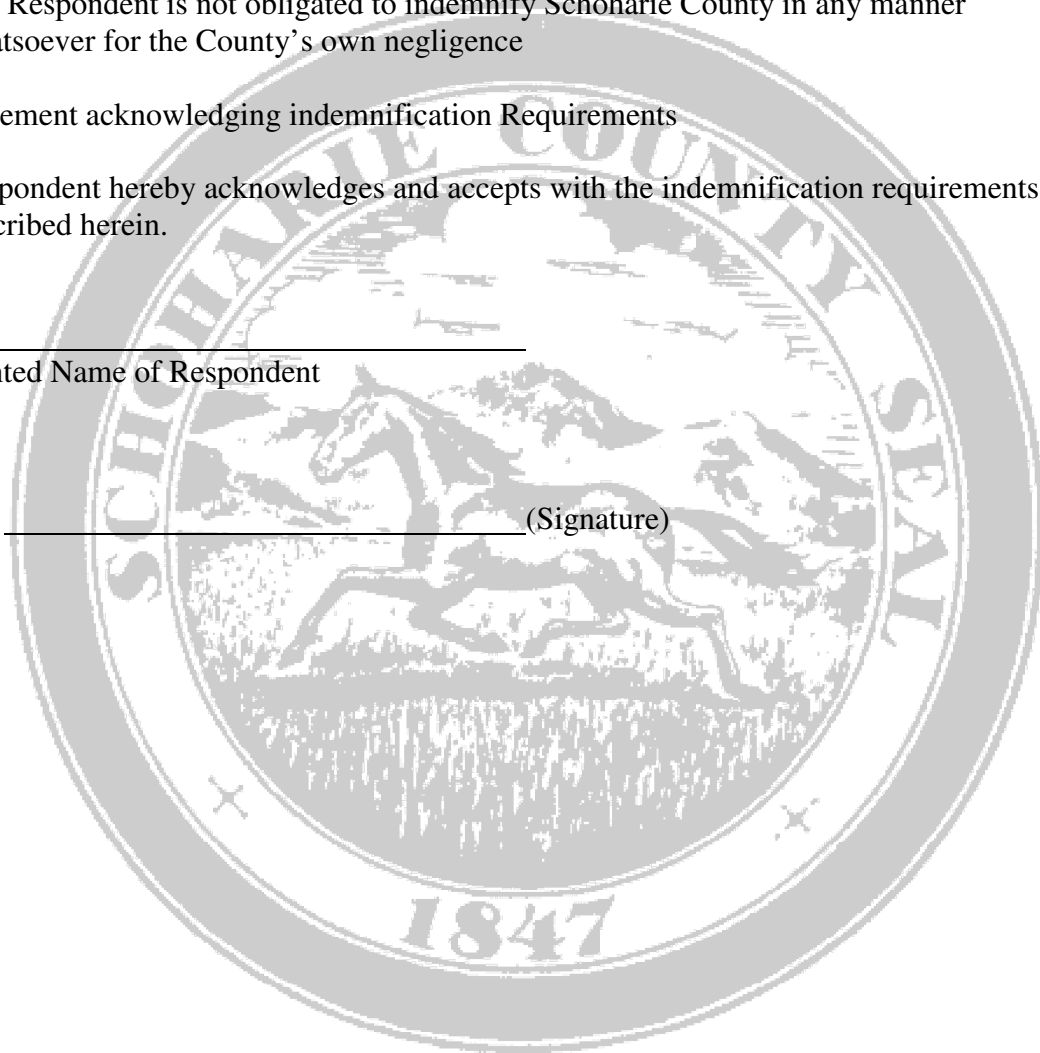 Respondent is not obligated to indemnify Schoharie County in any manner
atsoever for the County’s own negligence
ement acknowledging indemnification Requirements
pondent hereby acknowledges and accepts with the indemnification requirements
cribed herein.
nted Name of Respondent
(Signature)
SCHOHARIE COUNTY SEAL
1847